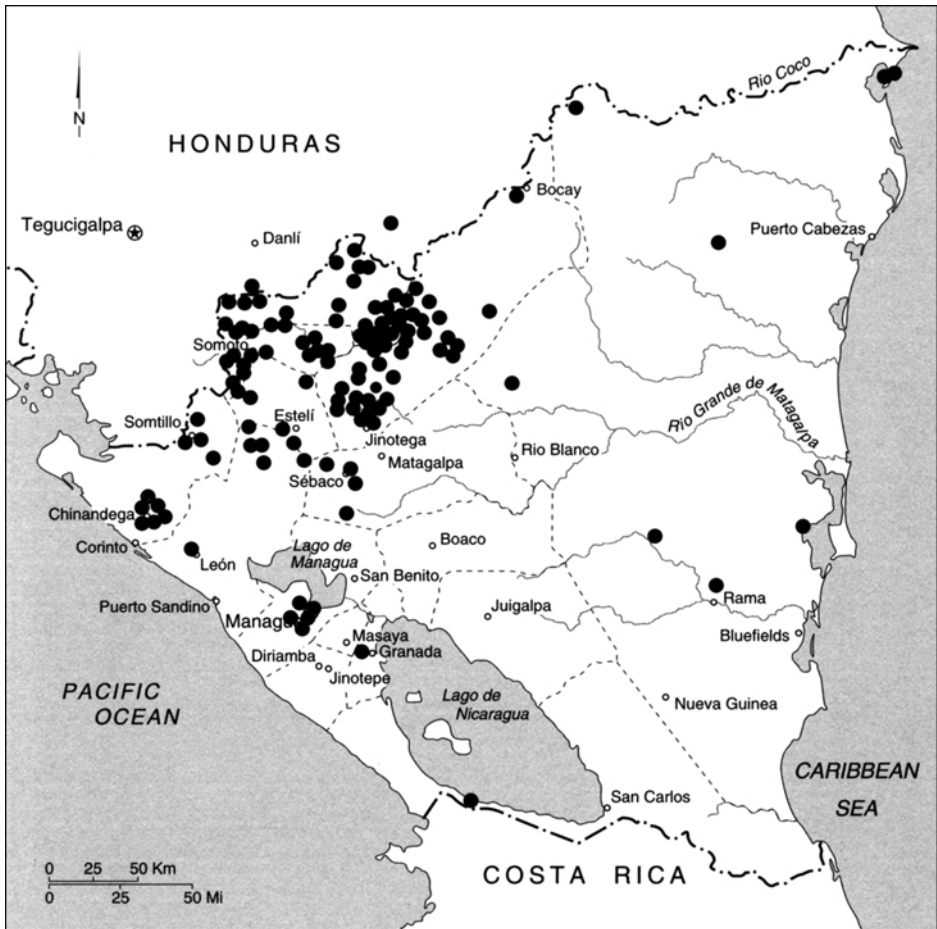 Rio Coco
N
HONDURAS
Bocay
Tegucigalpa
Danlí
Puerto Cabezas
Somoto
Rio Grande de Matagalpa
Somtillo
Estelí
Jinotega
Matagalpa
Rio Blanco
Sébaco
Chinandega
Corinto
León
Lago de
Managua
Boaco
San Benito
Puerto Sandino
Managu
Juigalpa
Rama
Masaya
Bluefields
Diriamba
Granada
Jinotepe
PACIFIC
OCEAN
Lago de
Nicaragua
Nueva Guinea
CARIBBEAN
SEA
San Carlos
0 25 50 Km
0 25 50 Mi
COSTA RICA